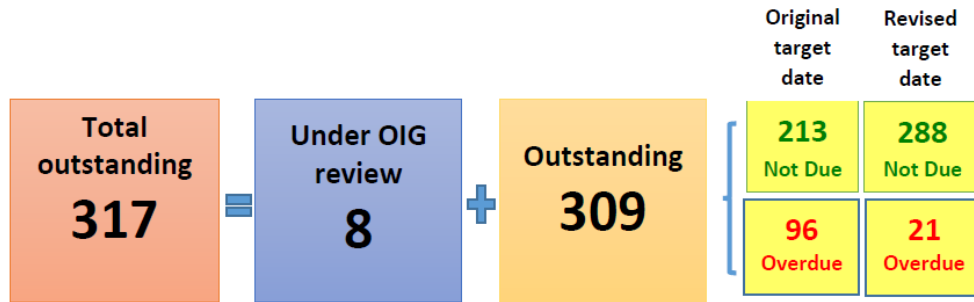 Original
target
date
Revised
target
date
Total
outstanding
317
=
Under OIG
review
8
+
Outstanding
309
213
Not Due
288
Not Due
96
Overdue
21
Overdue